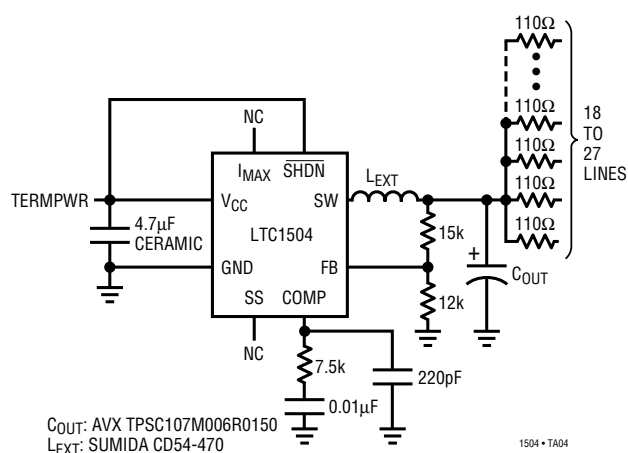 110Ω
110Ω
110Ω
110Ω
110Ω
18
TO
27
LINES
NC
IMAX
SHDN
LEXT
TERMPWR
VCC
SW
4.7µF
CERAMIC
LTC1504
15k
GND
FB
+
COUT
12k
SS
COMP
NC
7.5k
220pF
0.01µF
COUT: AVX TPSC107M006R0150
LEXT: SUMIDA CD54-470
1504 • TA04